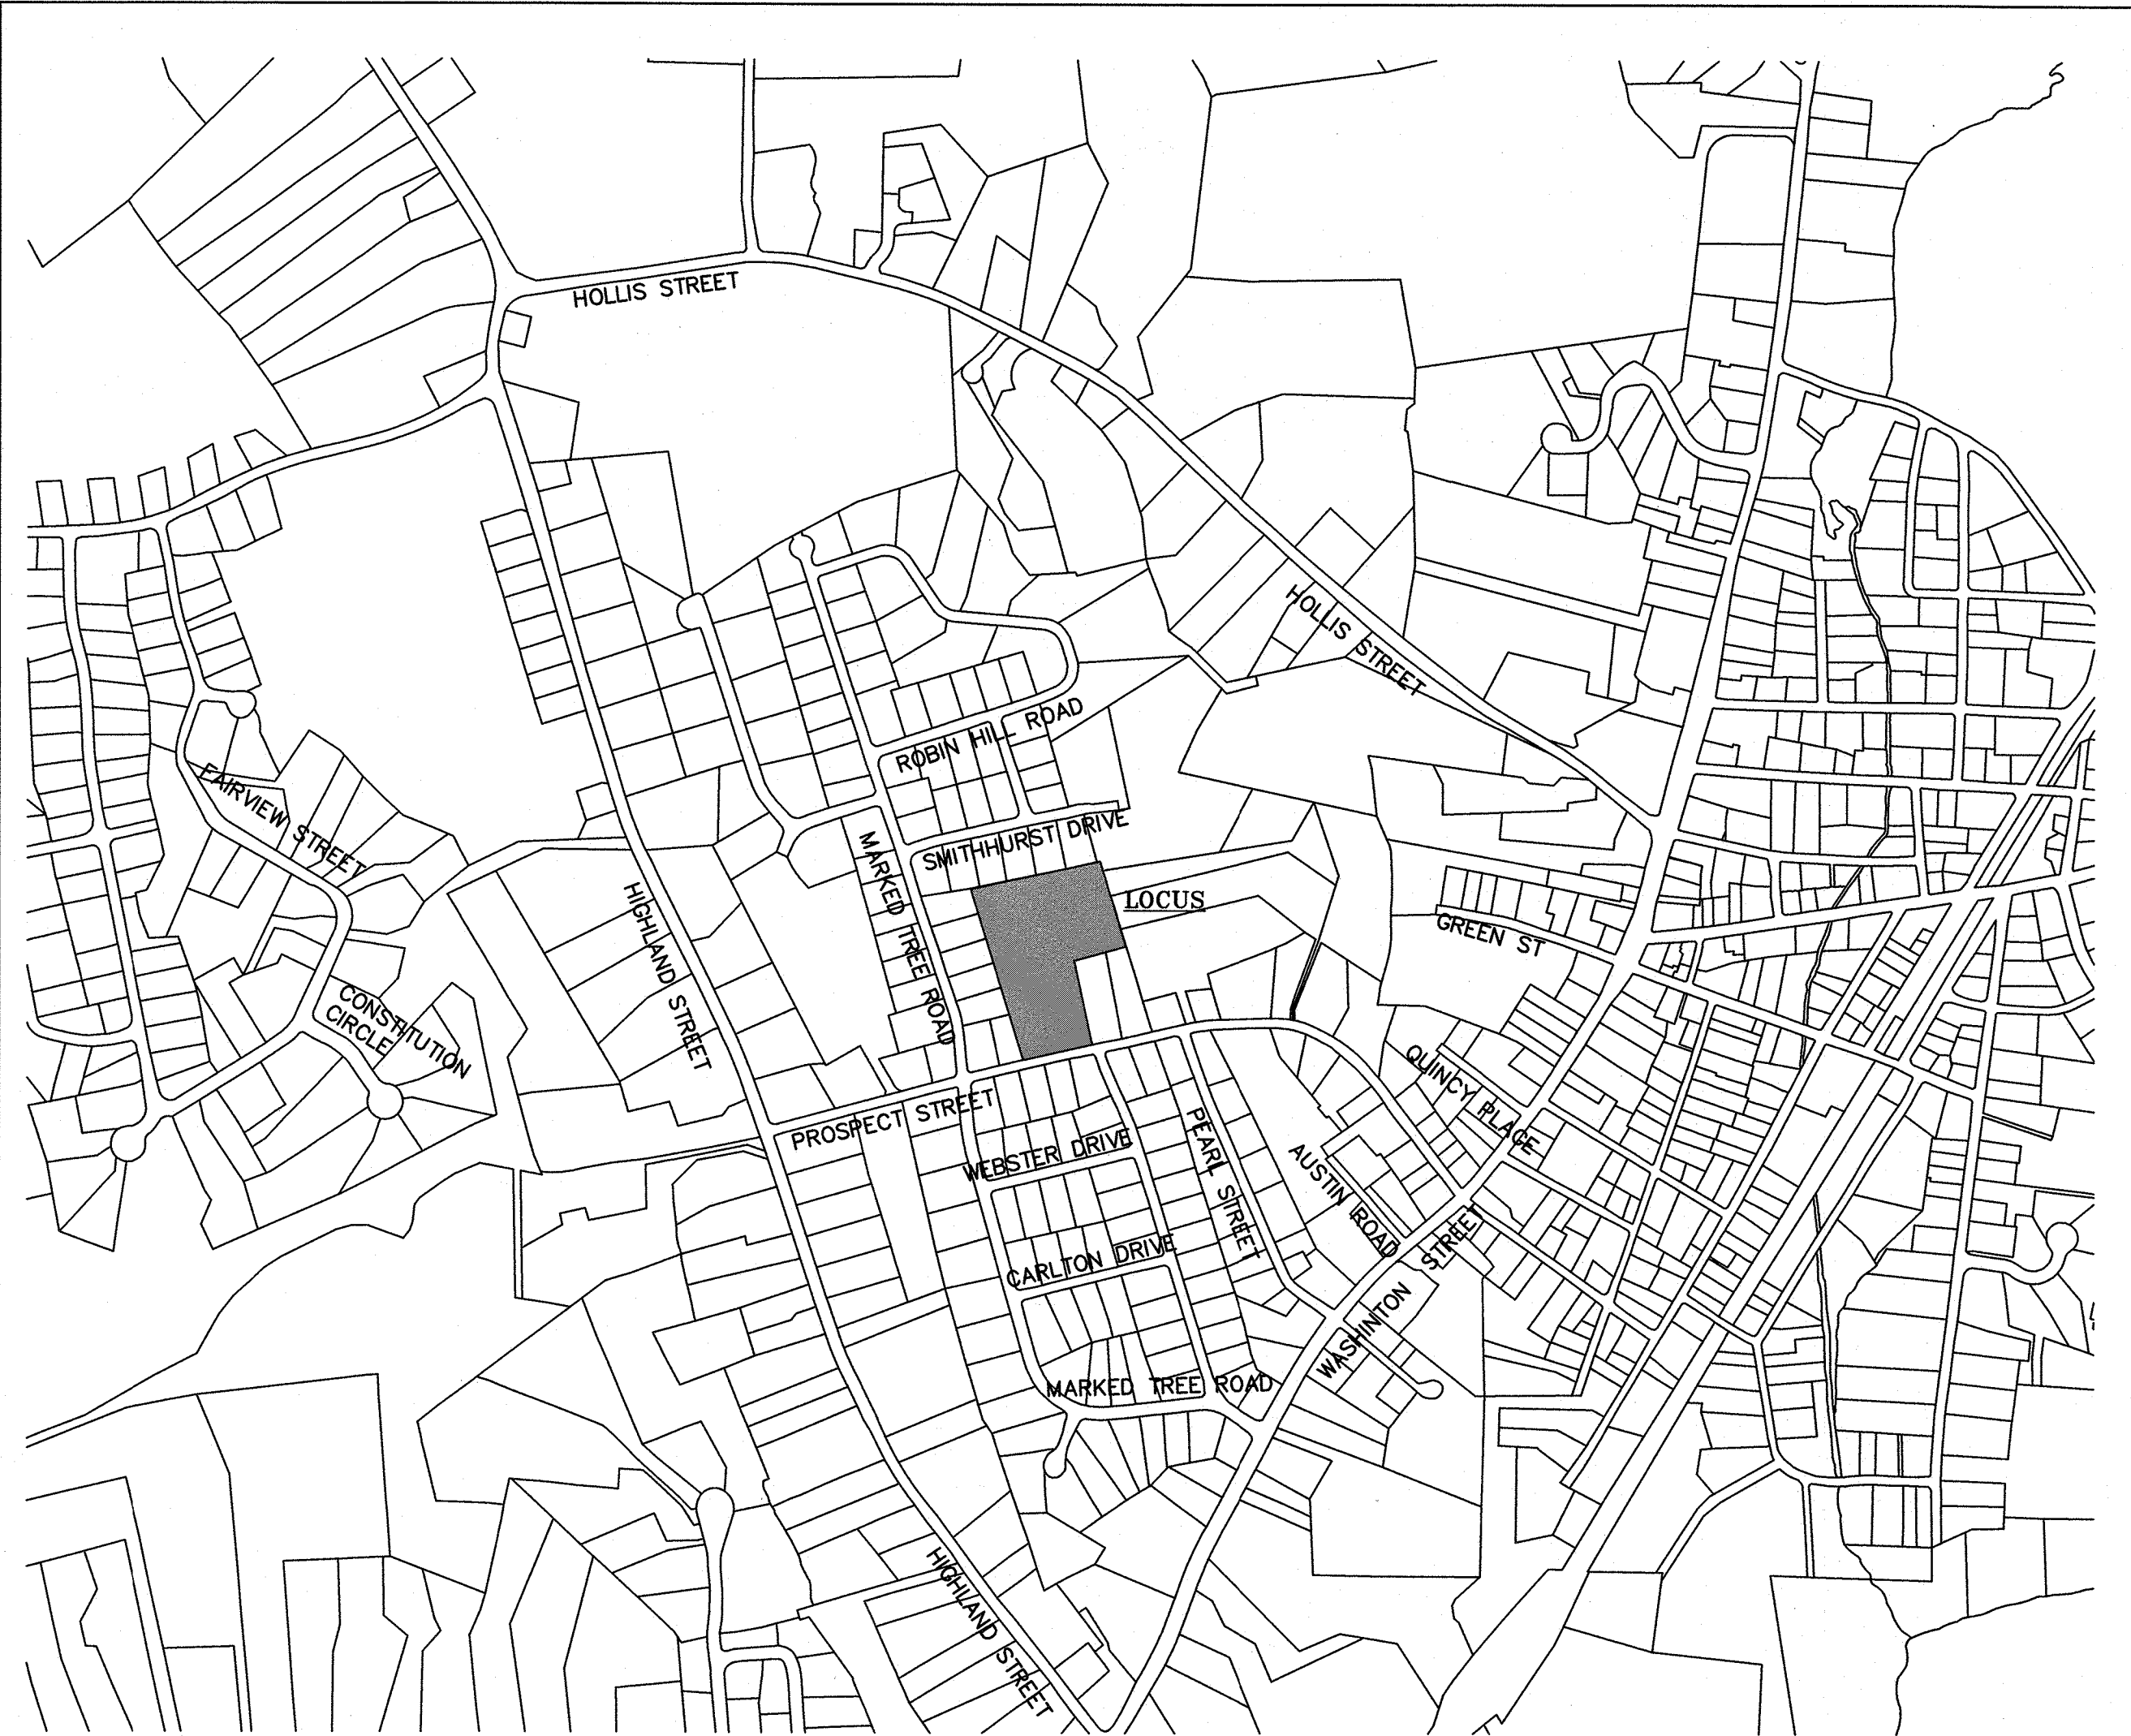 HOLLIS STREET
HOLLIS STREET
ROBIN HILL ROAD
FAIRVIEW STREET
SMITHHURST DRIVE
MARKED TREE ROAD
HIGHLAND STREET
LOCUS
GREEN ST
CONSTITUTION
CIRCLE
QUINCY PLACE
PROSPECT STREET
WEBSTER DRIVE
PEARL STREET
AUSTIN ROAD
CARLTON DRIVE
WASHINTON STREET
MARKED TREE ROAD
HIGHLAND STREET